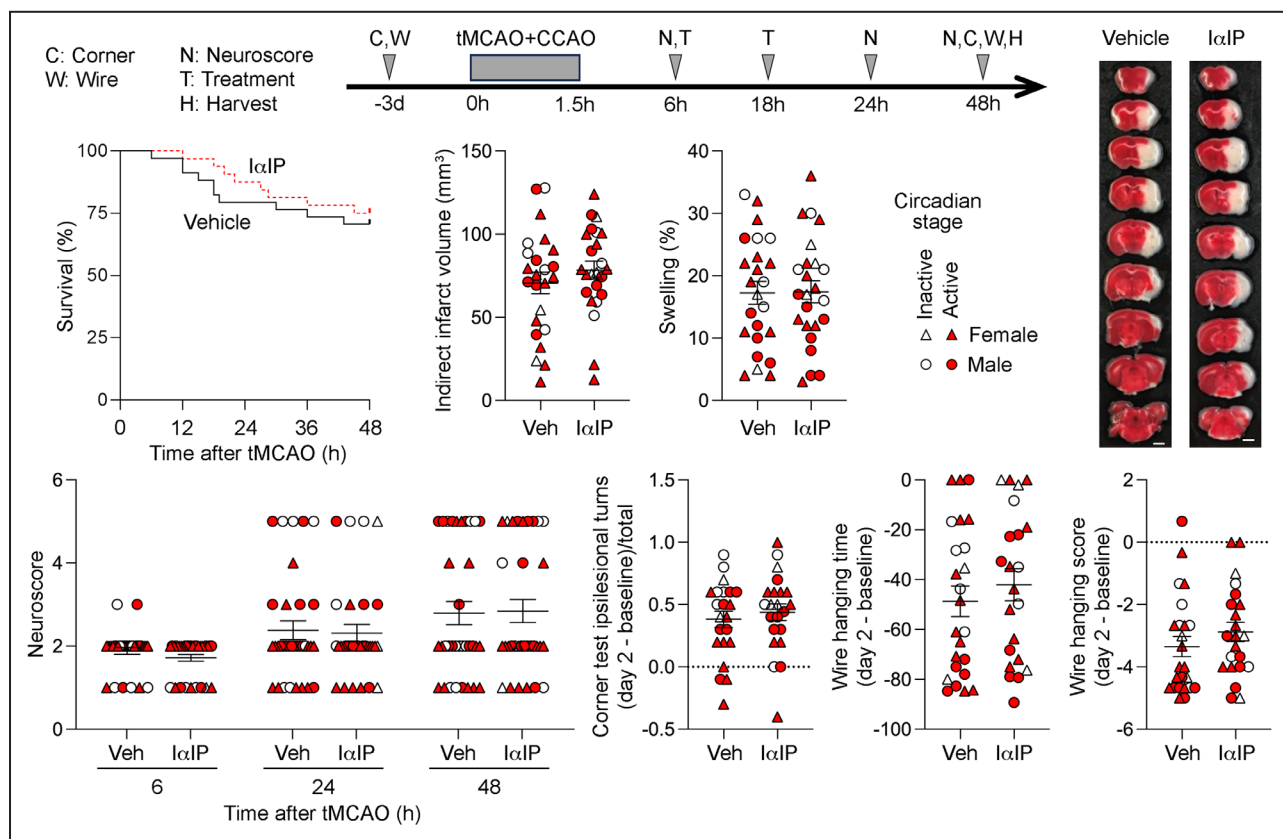 C: Corner
W: Wire
N: Neuroscore
T: Treatment
H: Harvest
C,W
tMCAO+CCAO
N,T
T
N
N,C,W,H
-3d
0h
1.5h
6h
18h
24h
48h
Vehicle
IαIP
Survival (%)
100
75
50
25
0
IαIP
Vehicle
0
12
24
36
48
Time after tMCAO (h)
Indirect infarct volume (mm³)
150
100
50
0
Veh
IαIP
Swelling (%)
40
30
20
10
0
Veh
IαIP
Circadian
stage
Inactive
Active
Female
Male
Neuroscore
6
4
2
0
Veh
IαIP
Veh
IαIP
Veh
IαIP
6
24
48
Time after tMCAO (h)
Corner test ipsilesional turns
(day 2 - baseline)/total
1.5
1.0
0.5
0.0
-0.5
Veh
IαIP
Wire hanging time
(day 2 - baseline)
0
-20
-40
-60
-80
-100
Veh
IαIP
Wire hanging score
(day 2 - baseline)
2
0
-2
-4
-6
Veh
IαIP